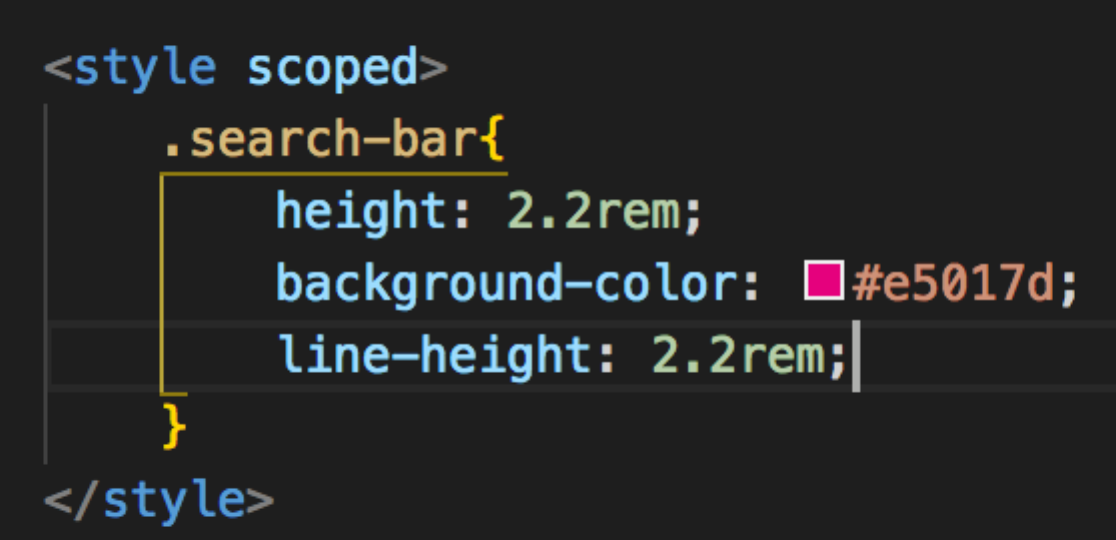 <style scoped>
.search-bar{
height: 2.2rem;
background-color: #e5017d;
line-height: 2.2rem;
}
</style>